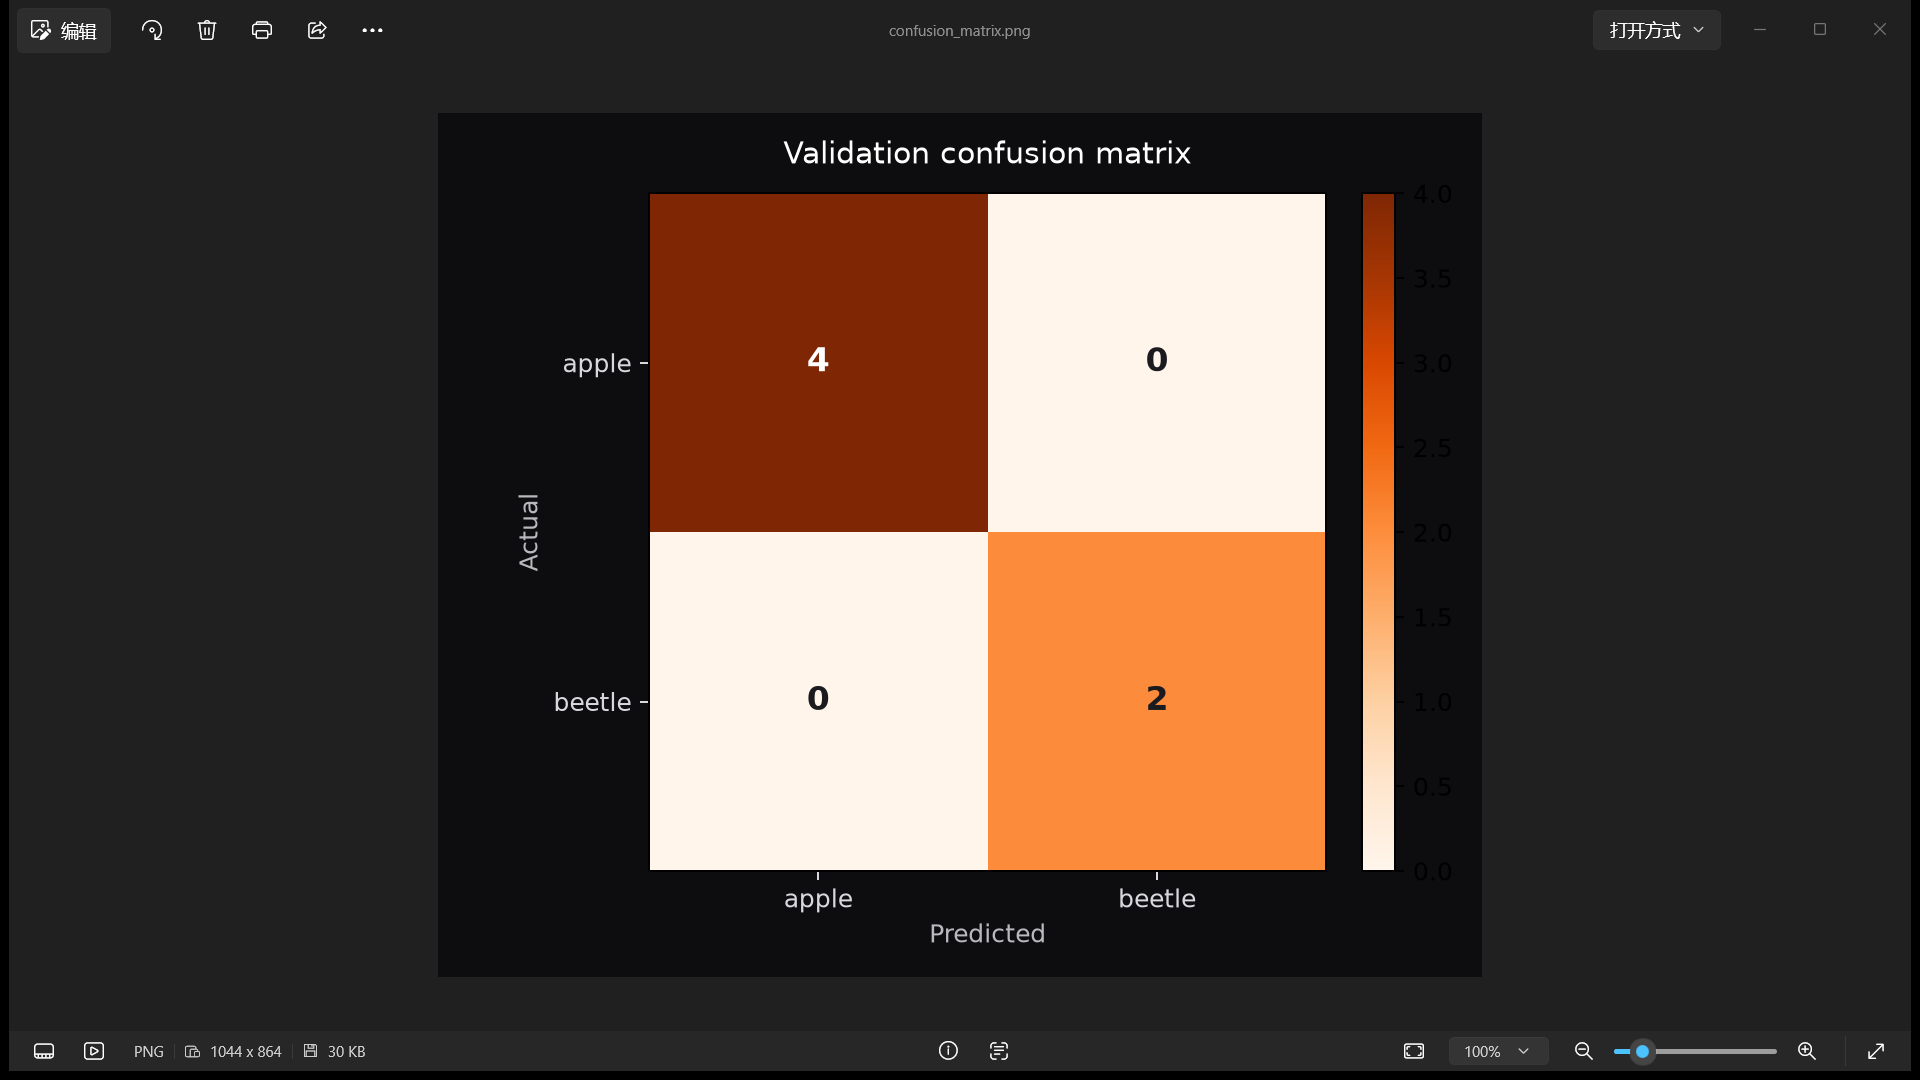 编辑
confusion_matrix.png
打开方式
Validation confusion matrix
4.0
3.5
apple
4
0
3.0
2.5
Actual
2.0
1.5
beetle
0
2
1.0
0.5
0.0
apple
beetle
Predicted
PNG
1044 x 864
30 KB
100%